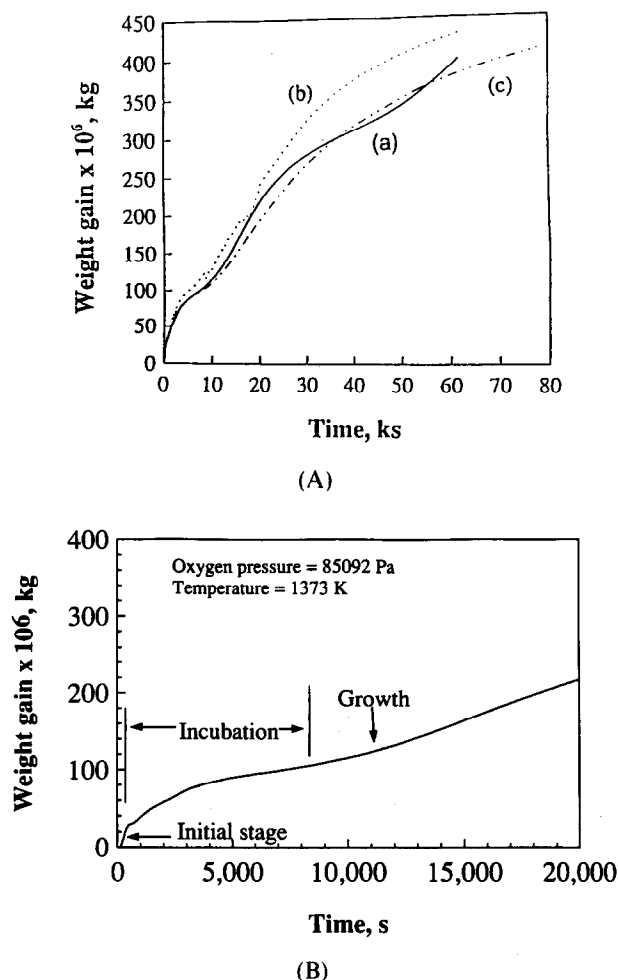 450
400
350
300
250
200
150
100
50
0
Weight gain x 10⁶, kg
(b)
(c)
(a)
0 10 20 30 40 50 60 70 80
Time, ks
(A)
400
300
200
100
0
Weight gain x 106, kg
Oxygen pressure = 85092 Pa
Temperature = 1373 K
Growth
Incubation
Initial stage
0 5,000 10,000 15,000 20,000
Time, s
(B)